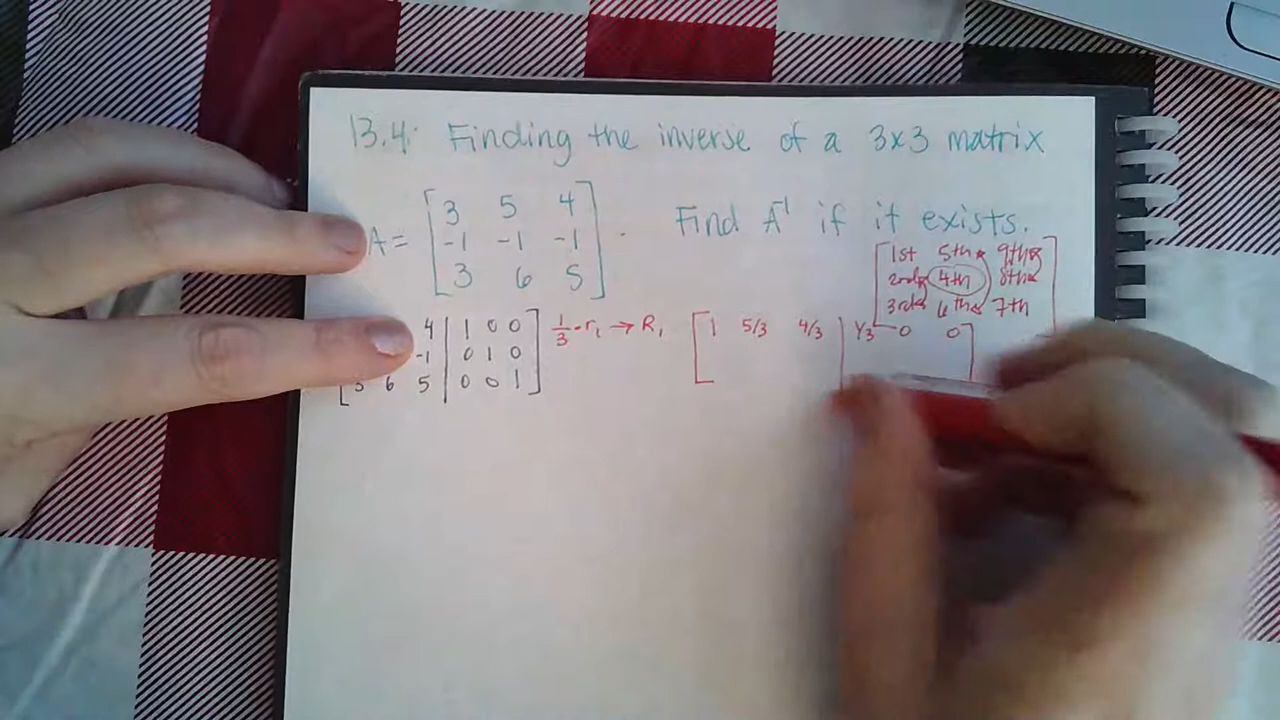 13.4: Finding the inverse of a 3x3 matrix
A = [3 5 4
-1 -1 -1
3 6 5]. Find A⁻¹ if it exists.
[1st 5th 9th
2nd 4th 8th
3rd 6th 7th]
4 | 1 0 0] 1/3 · r₁ → R₁ [1 5/3 4/3 | 1/3 0 0]
-1 | 0 1 0
3 6 5 | 0 0 1